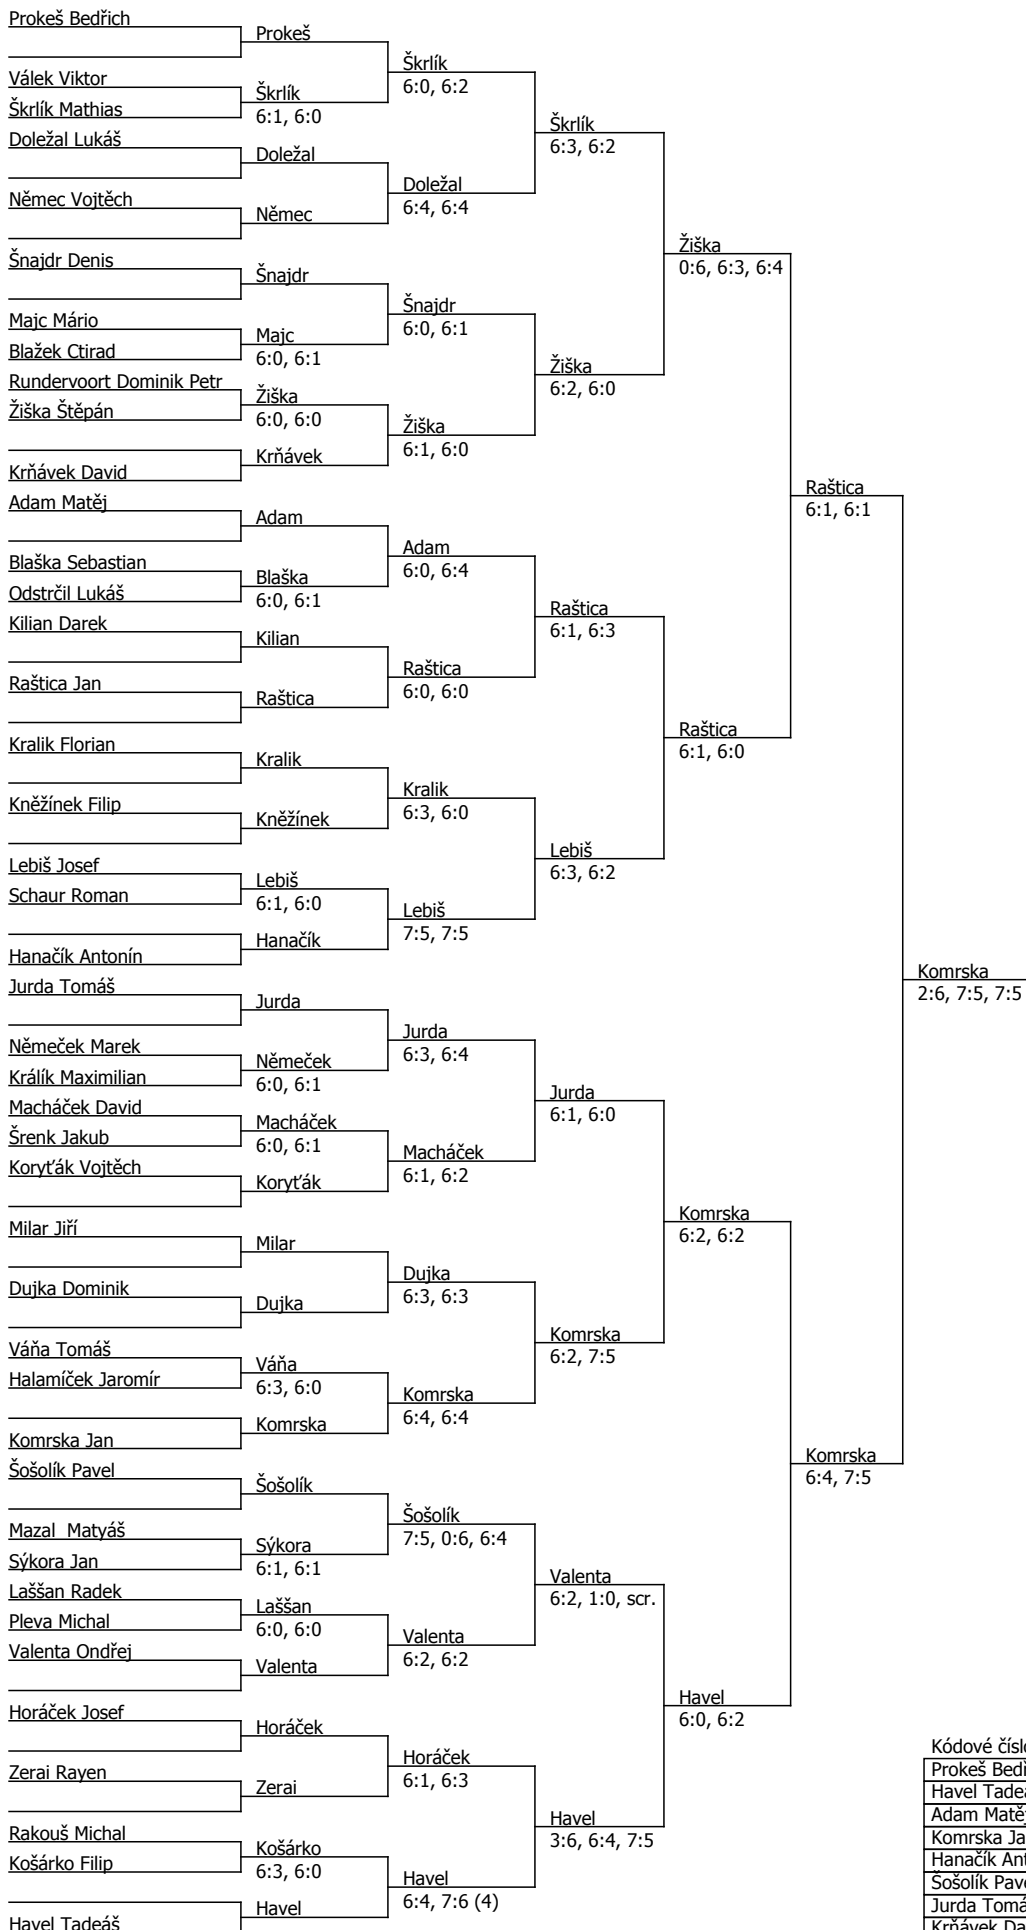 Prokeš Bedřich
Válek Viktor
Škrlík Mathias
Doležal Lukáš
Němec Vojtěch
Šnajdr Denis
Majc Mário
Blažek Ctirad
Rundervoort Dominik Petr
Žiška Štěpán
Krňávek David
Adam Matěj
Blaška Sebastian
Odstrčil Lukáš
Kilian Darek
Raštica Jan
Kralik Florian
Kněžínek Filip
Lebiš Josef
Schaur Roman
Hanačík Antonín
Jurda Tomáš
Němeček Marek
Králík Maximilian
Macháček David
Šrenk Jakub
Koryťák Vojtěch
Milar Jiří
Dujka Dominik
Váňa Tomáš
Halamíček Jaromír
Komrska Jan
Šošolík Pavel
Mazal  Matyáš
Sýkora Jan
Laššan Radek
Pleva Michal
Valenta Ondřej
Horáček Josef
Zerai Rayen
Rakouš Michal
Košárko Filip
Havel Tadeáš
Prokeš
Škrlík
6:1, 6:0
Doležal
Němec
Šnajdr
Majc
6:0, 6:1
Žiška
6:0, 6:0
Krňávek
Adam
Blaška
6:0, 6:1
Kilian
Raštica
Kralik
Kněžínek
Lebiš
6:1, 6:0
Hanačík
Jurda
Němeček
6:0, 6:1
Macháček
6:0, 6:1
Koryťák
Milar
Dujka
Váňa
6:3, 6:0
Komrska
Šošolík
Sýkora
6:1, 6:1
Laššan
6:0, 6:0
Valenta
Horáček
Zerai
Košárko
6:3, 6:0
Havel
Škrlík
6:0, 6:2
Doležal
6:4, 6:4
Šnajdr
6:0, 6:1
Žiška
6:1, 6:0
Adam
6:0, 6:4
Raštica
6:0, 6:0
Kralik
6:3, 6:0
Lebiš
7:5, 7:5
Jurda
6:3, 6:4
Macháček
6:1, 6:2
Dujka
6:3, 6:3
Komrska
6:4, 6:4
Šošolík
7:5, 0:6, 6:4
Valenta
6:2, 6:2
Horáček
6:1, 6:3
Havel
6:4, 7:6 (4)
Škrlík
6:3, 6:2
Žiška
6:2, 6:0
Raštica
6:1, 6:3
Lebiš
6:3, 6:2
Jurda
6:1, 6:0
Komrska
6:2, 7:5
Valenta
6:2, 1:0, scr.
Havel
3:6, 6:4, 7:5
Žiška
0:6, 6:3, 6:4
Raštica
6:1, 6:0
Komrska
6:2, 6:2
Havel
6:0, 6:2
Raštica
6:1, 6:1
Komrska
6:4, 7:5
Komrska
2:6, 7:5, 7:5
Kódové
Prokeš
Havel
Adam Matěj
Komrska
Hanačík
Šošolík
Jurda
Krňávek